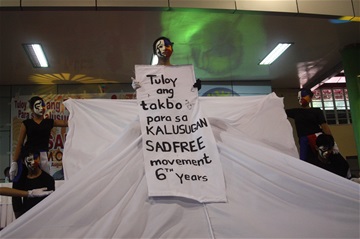 Tuloy
ang
takbo
para sa
KALUSUGAN
SADFREE
movement
6TH years